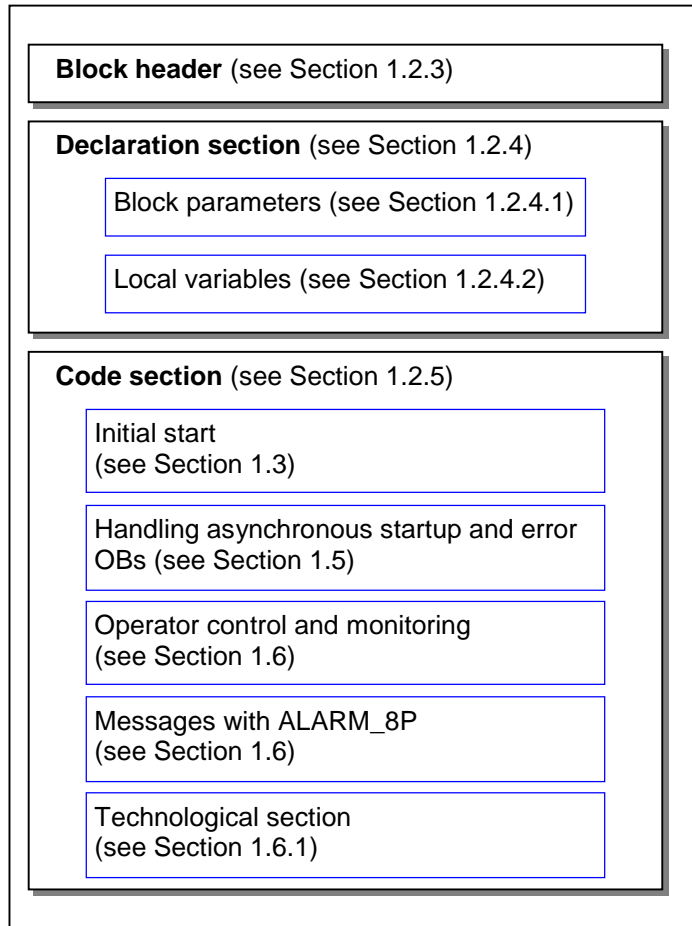 Block header (see Section 1.2.3)
Declaration section (see Section 1.2.4)
Block parameters (see Section 1.2.4.1)
Local variables (see Section 1.2.4.2)
Code section (see Section 1.2.5)
Initial start
(see Section 1.3)
Handling asynchronous startup and error
OBs (see Section 1.5)
Operator control and monitoring
(see Section 1.6)
Messages with ALARM_8P
(see Section 1.6)
Technological section
(see Section 1.6.1)